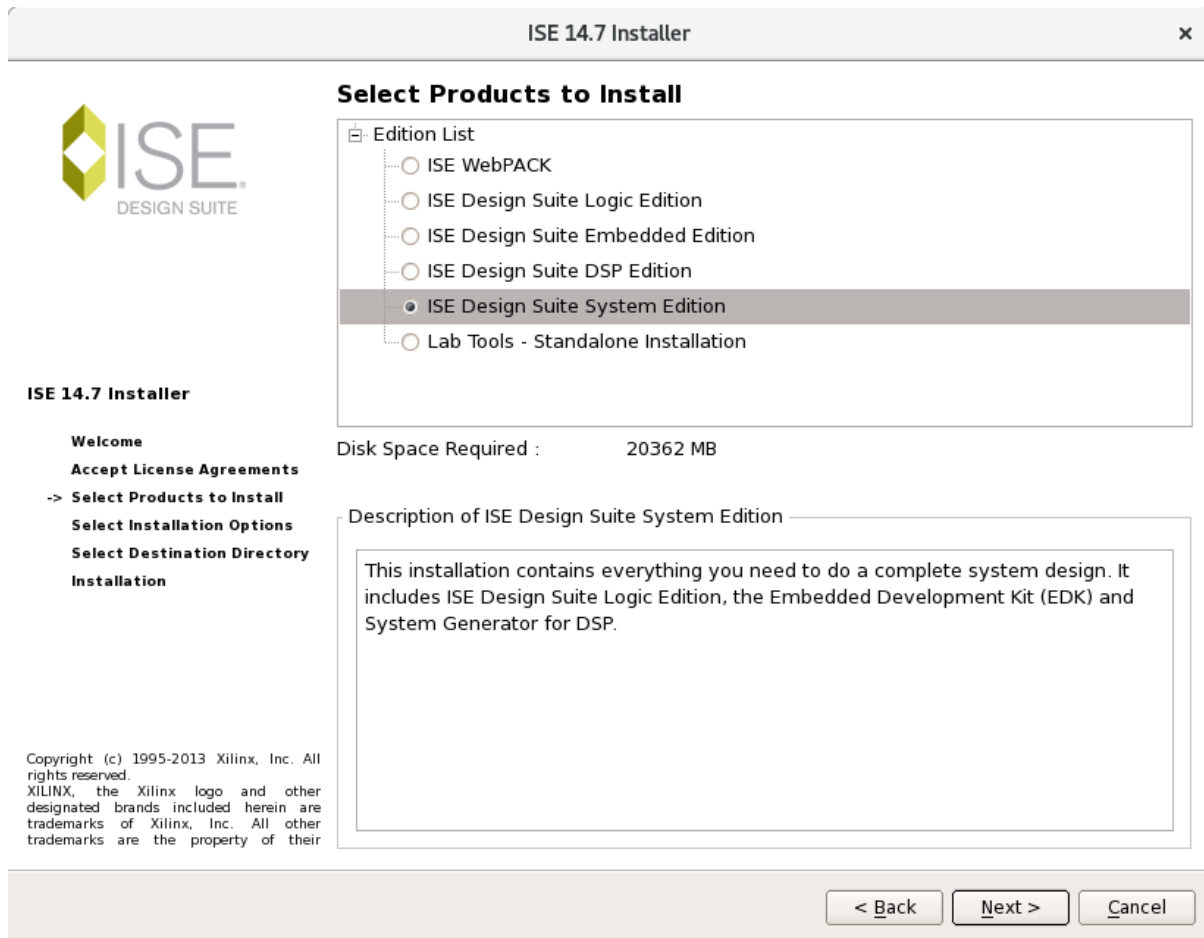 ISE 14.7 Installer
×
ISE.
DESIGN SUITE
ISE 14.7 Installer
Welcome
Accept License Agreements
-> Select Products to Install
Select Installation Options
Select Destination Directory
Installation
Copyright (c) 1995-2013 Xilinx, Inc. All
rights reserved.
XILINX, the Xilinx logo and other
designated brands included herein are
trademarks of Xilinx, Inc. All other
trademarks are the property of their
Select Products to Install
Edition List
ISE WebPACK
ISE Design Suite Logic Edition
ISE Design Suite Embedded Edition
ISE Design Suite DSP Edition
ISE Design Suite System Edition
Lab Tools - Standalone Installation
Disk Space Required : 20362 MB
Description of ISE Design Suite System Edition
This installation contains everything you need to do a complete system design. It
includes ISE Design Suite Logic Edition, the Embedded Development Kit (EDK) and
System Generator for DSP.
< Back Next > Cancel